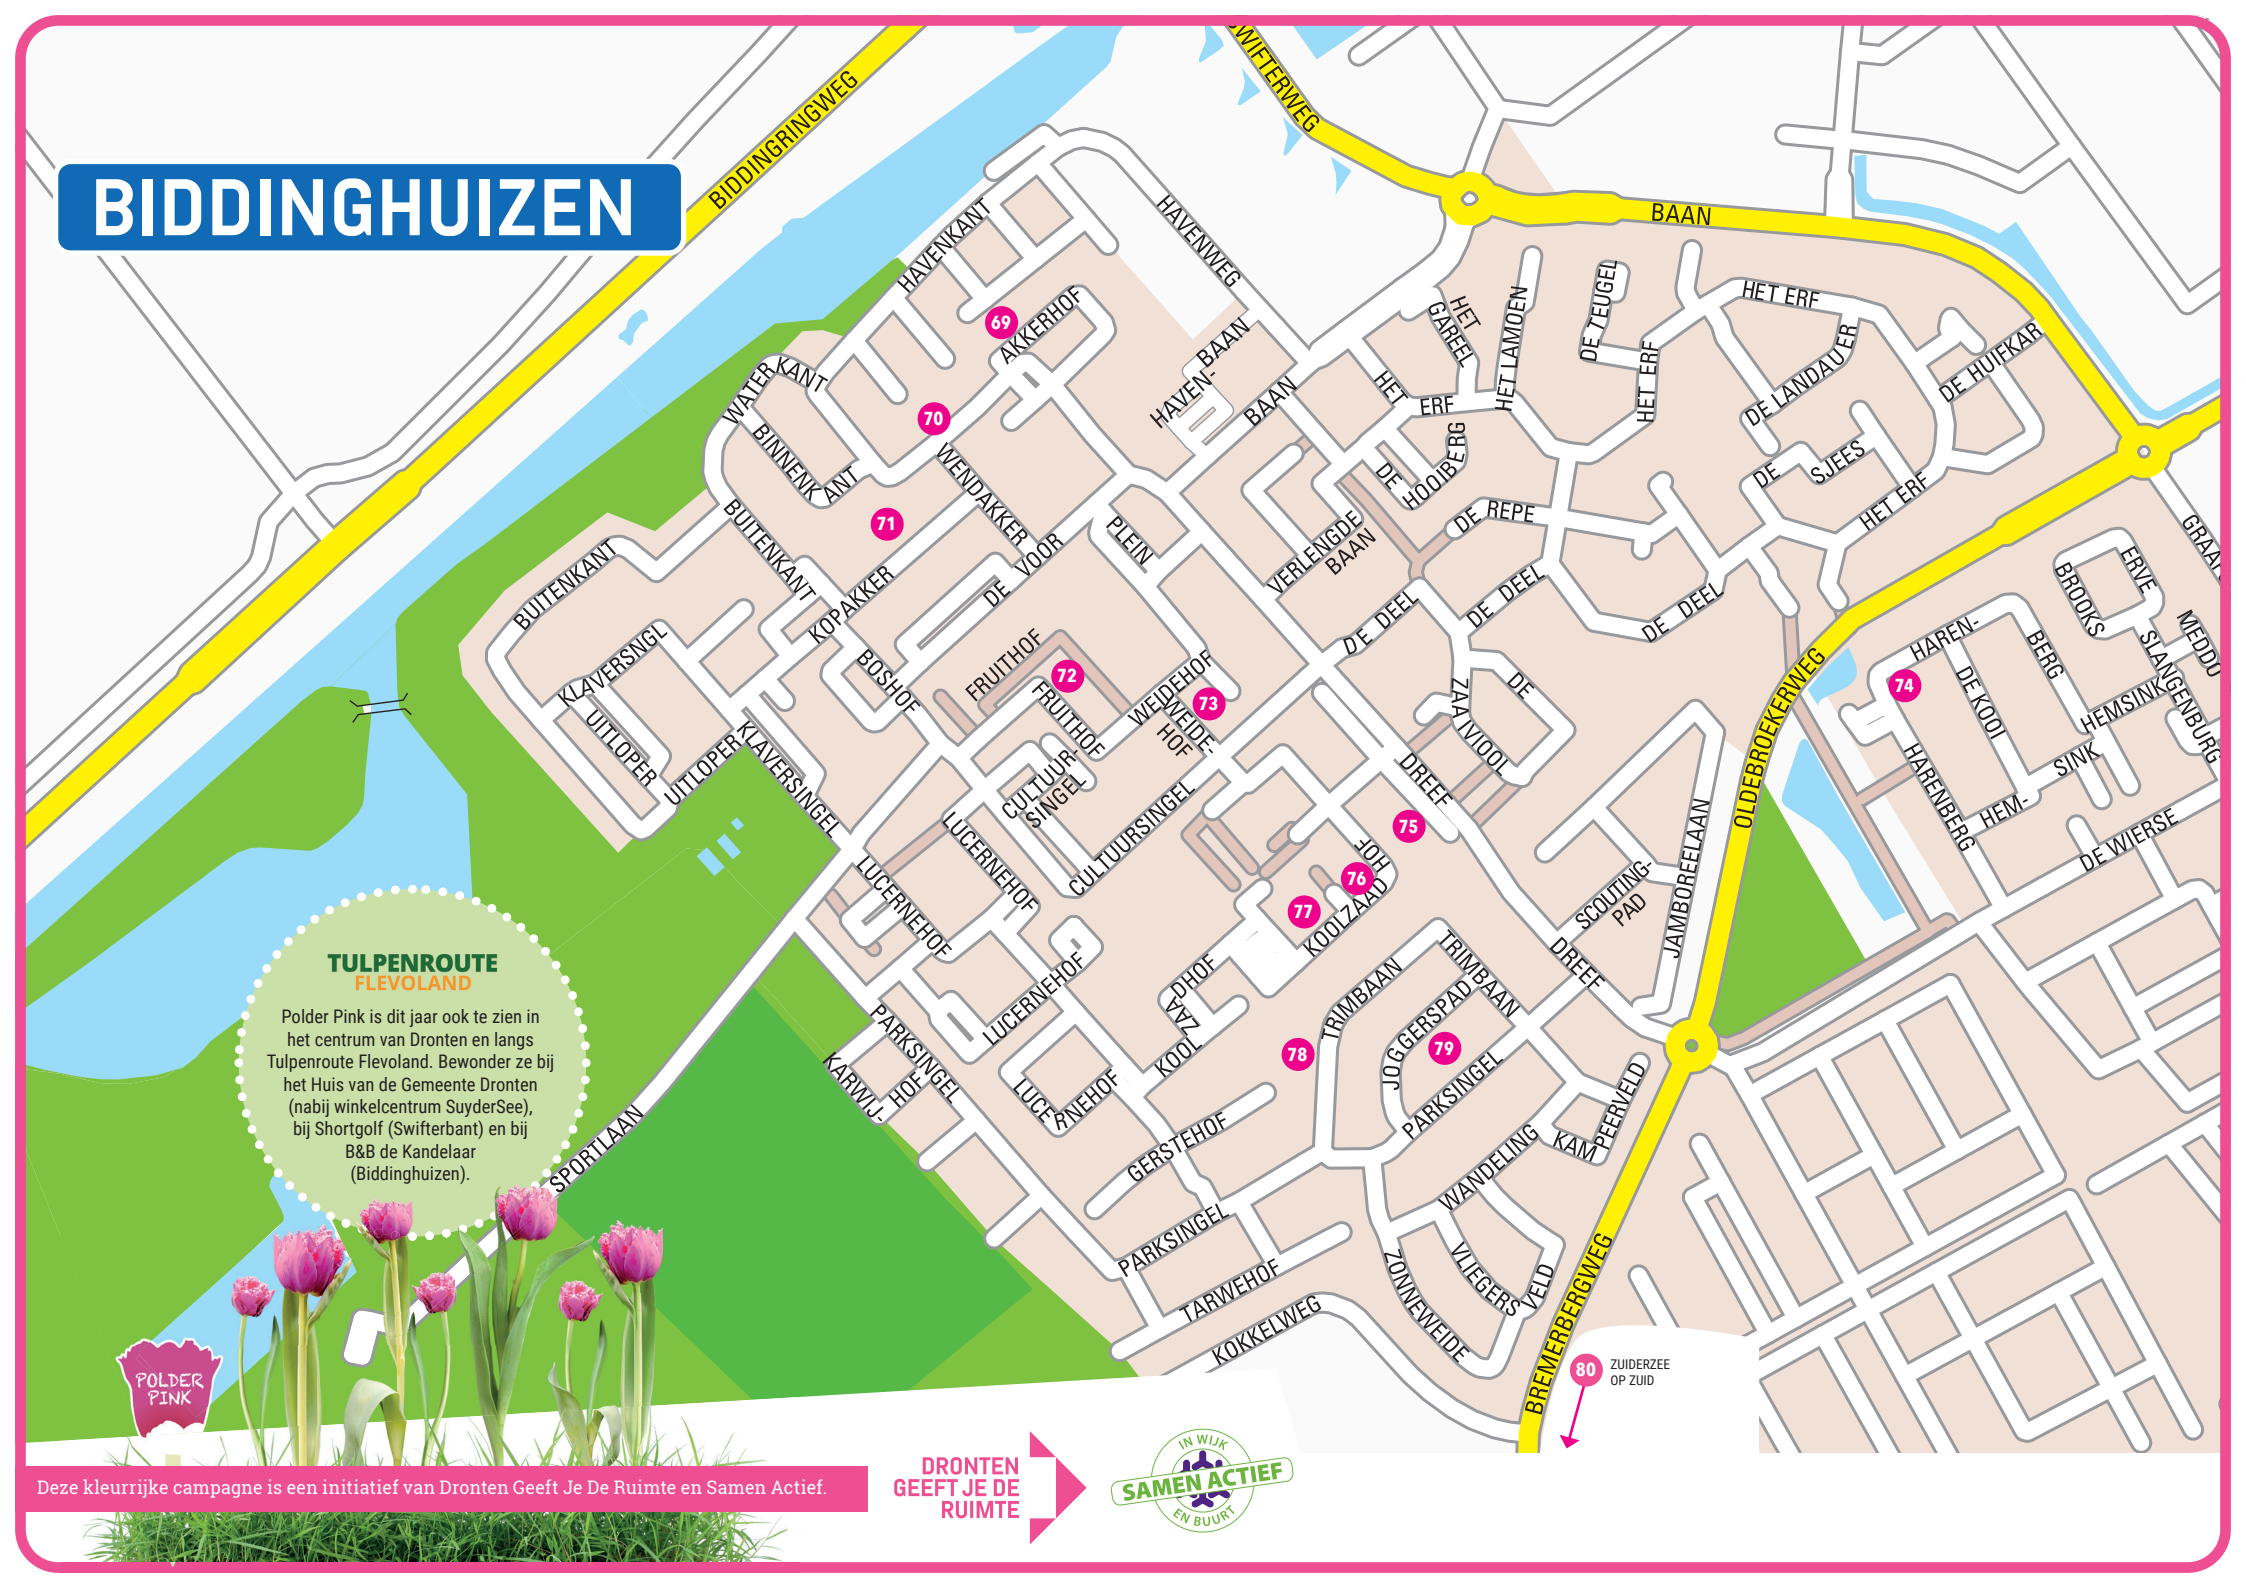 BIDDINGHUIZEN
BIDDINGRINGWEG
SWIFTERWEG
BAAN
HAVENKANT
HAVENWEG
69
AKKERHOF
HAVEN-
BAAN
BAAN
HET
GAREEL
HET LAMOEN
DE TEUGEL
HET ERF
HET ERF
DE LANDAUER
DE HUIFKAR
HET
ERF
WATERKANT
BINNENKANT
70
WENDAKKER
71
DE
HOOIBERG
DE
SJEES
HET ERF
DE REPE
BUITENKANT
BUITENKANT
KOPAKKER
DE VOOR
PLEIN
VERLENGDE
BAAN
DE DEEL
DE DEEL
DE DEEL
KLAVERSNGL
UITLOPER
UITLOPER
KLAVERSINGEL
BOSHOF
FRUITHOF
72
FRUITHOF
WEIDEHOF
73
WEIDE-
HOF
CULTUUR-
SINGEL
CULTUURSINGEL
ZAAIVIOOL
DE
DREEF
OLDEBROEKERWEG
HAREN-
BERG
74
DE KOOI
HARENBERG
HEM-
SINK
HEMSINK
BROOKS
ERVE
SLANGENBURG
MEDDO
DE WIERSE
LUCERNEHOF
LUCERNEHOF
LUCERNEHOF
LUCERNEHOF
75
76
77
HOF
KOOLZAAD
KOOL
ZAADHOF
SCOUTING-
PAD
JAMBOREELAAN
DREEF
TRIMBAAN
TRIMBAAN
JOGGERSPAD
78
79
PARKSINGEL
PARKSINGEL
PARKSINGEL
KARWIJ-
HOF
SPORTLAAN
GERSTEHOF
TARWEHOF
KOKKELWEG
WANDELING
KAMPEERVELD
VLIEGERS
VELD
ZONNEWEIDE
BREMERBERGWEG
80
ZUIDERZEE
OP ZUID
TULPENROUTE
FLEVOLAND
Polder Pink is dit jaar ook te zien in
het centrum van Dronten en langs
Tulpenroute Flevoland. Bewonder ze bij
het Huis van de Gemeente Dronten
(nabij winkelcentrum SuyderSee),
bij Shortgolf (Swifterbant) en bij
B&B de Kandelaar
(Biddinghuizen).
POLDER
PINK
Deze kleurrijke campagne is een initiatief van Dronten Geeft Je De Ruimte en Samen Actief.
DRONTEN
GEEFT JE DE
RUIMTE
IN WIJK
SAMEN ACTIEF
EN BUURT